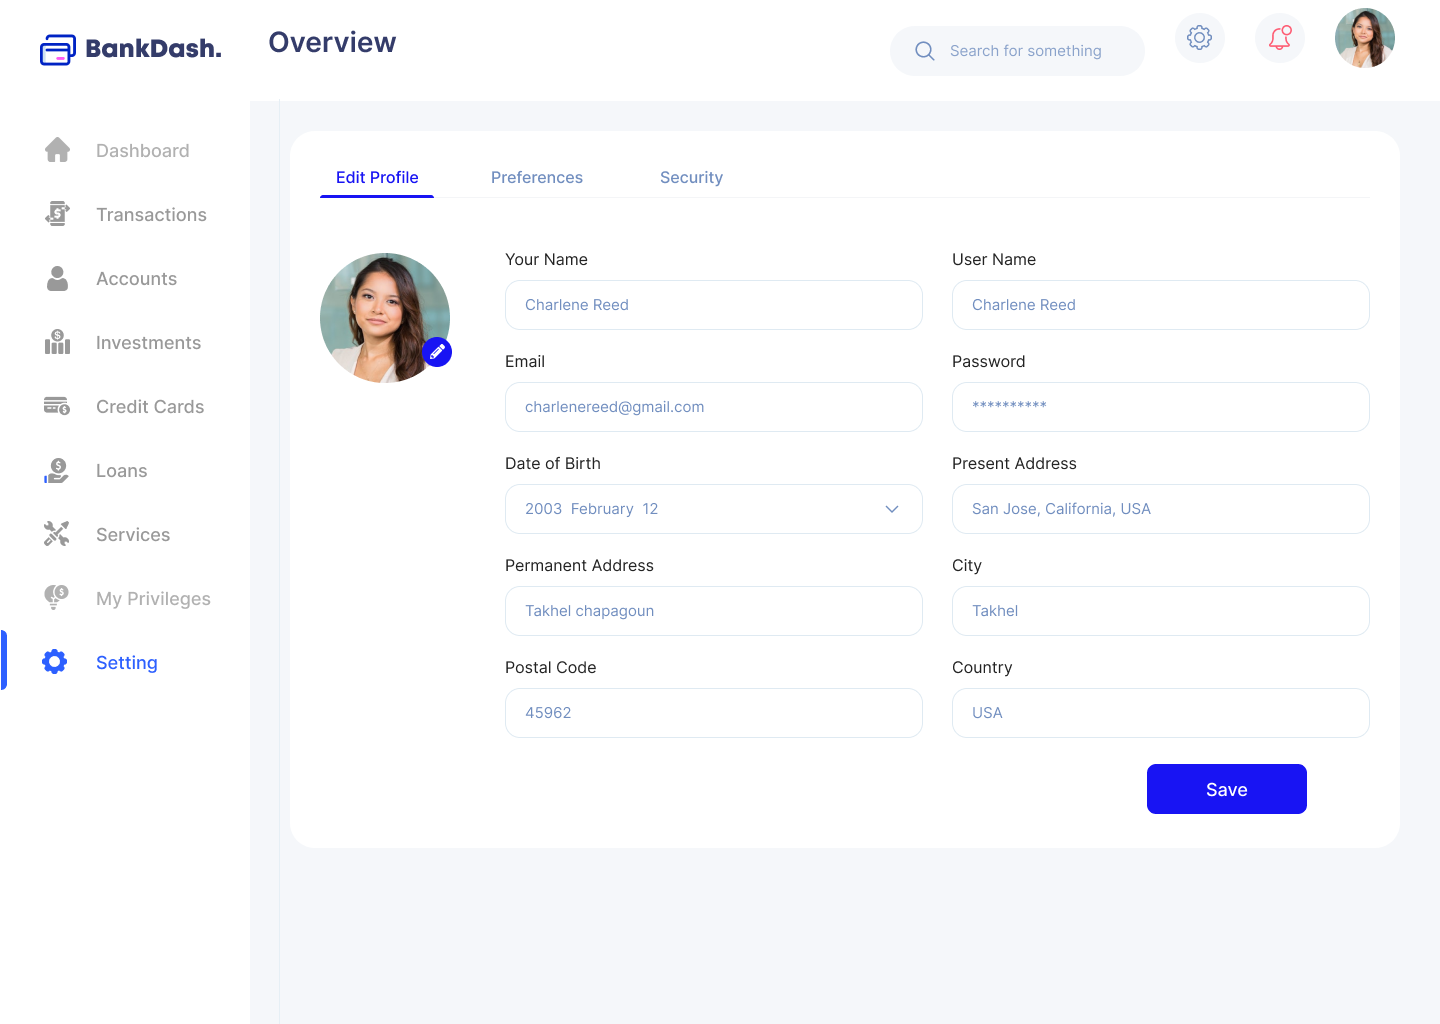 BankDash.
Overview
Search for something
Dashboard
Transactions
Accounts
Investments
Credit Cards
Loans
Services
My Privileges
Setting
Edit Profile
Preferences
Security
Your Name
Charlene Reed
User Name
Charlene Reed
Email
charlenereed@gmail.com
Password
**********
Date of Birth
2003 February 12
Present Address
San Jose, California, USA
Permanent Address
Takhel chapagoun
City
Takhel
Postal Code
45962
Country
USA
Save